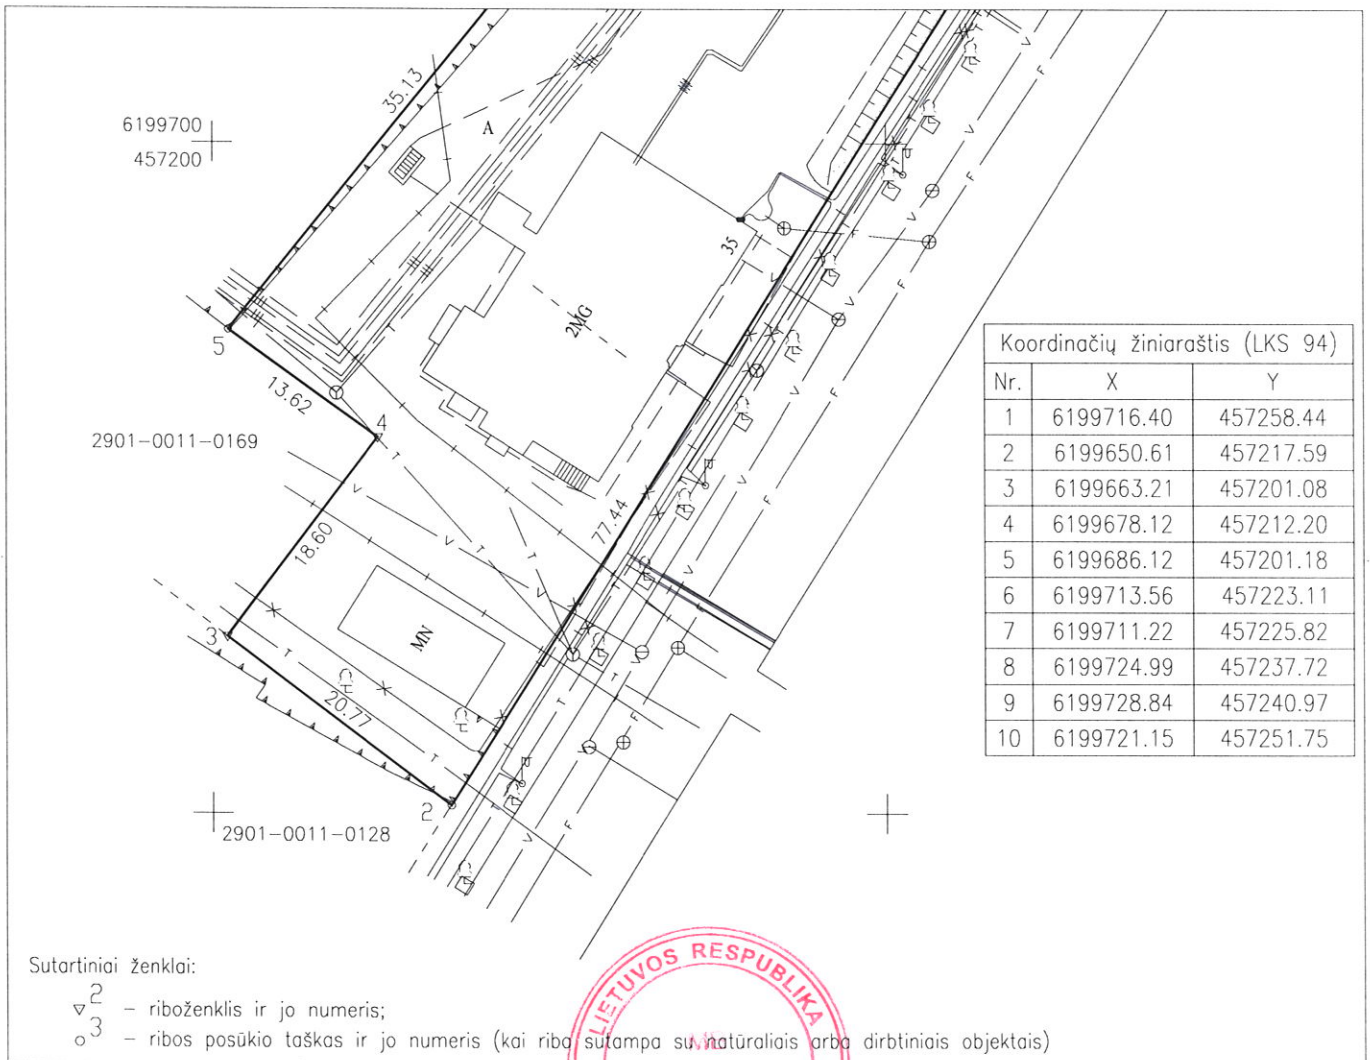 6199700
457200
35.13
A
35
2MG
5
13.62
4
2901-0011-0169
18.60
77.44
MN
3
20.77
2
2901-0011-0128
Koordinačių žiniaraštis (LKS 94)
Nr. X Y
1 6199716.40 457258.44
2 6199650.61 457217.59
3 6199663.21 457201.08
4 6199678.12 457212.20
5 6199686.12 457201.18
6 6199713.56 457223.11
7 6199711.22 457225.82
8 6199724.99 457237.72
9 6199728.84 457240.97
10 6199721.15 457251.75
Sutartiniai ženklai:
2 – riboženklis ir jo numeris;
3 – ribos posūkio taškas ir jo numeris (kai riba sutampa su natūraliais arba dirbtiniais objektais)
LIETUVOS RESPUBLIKA